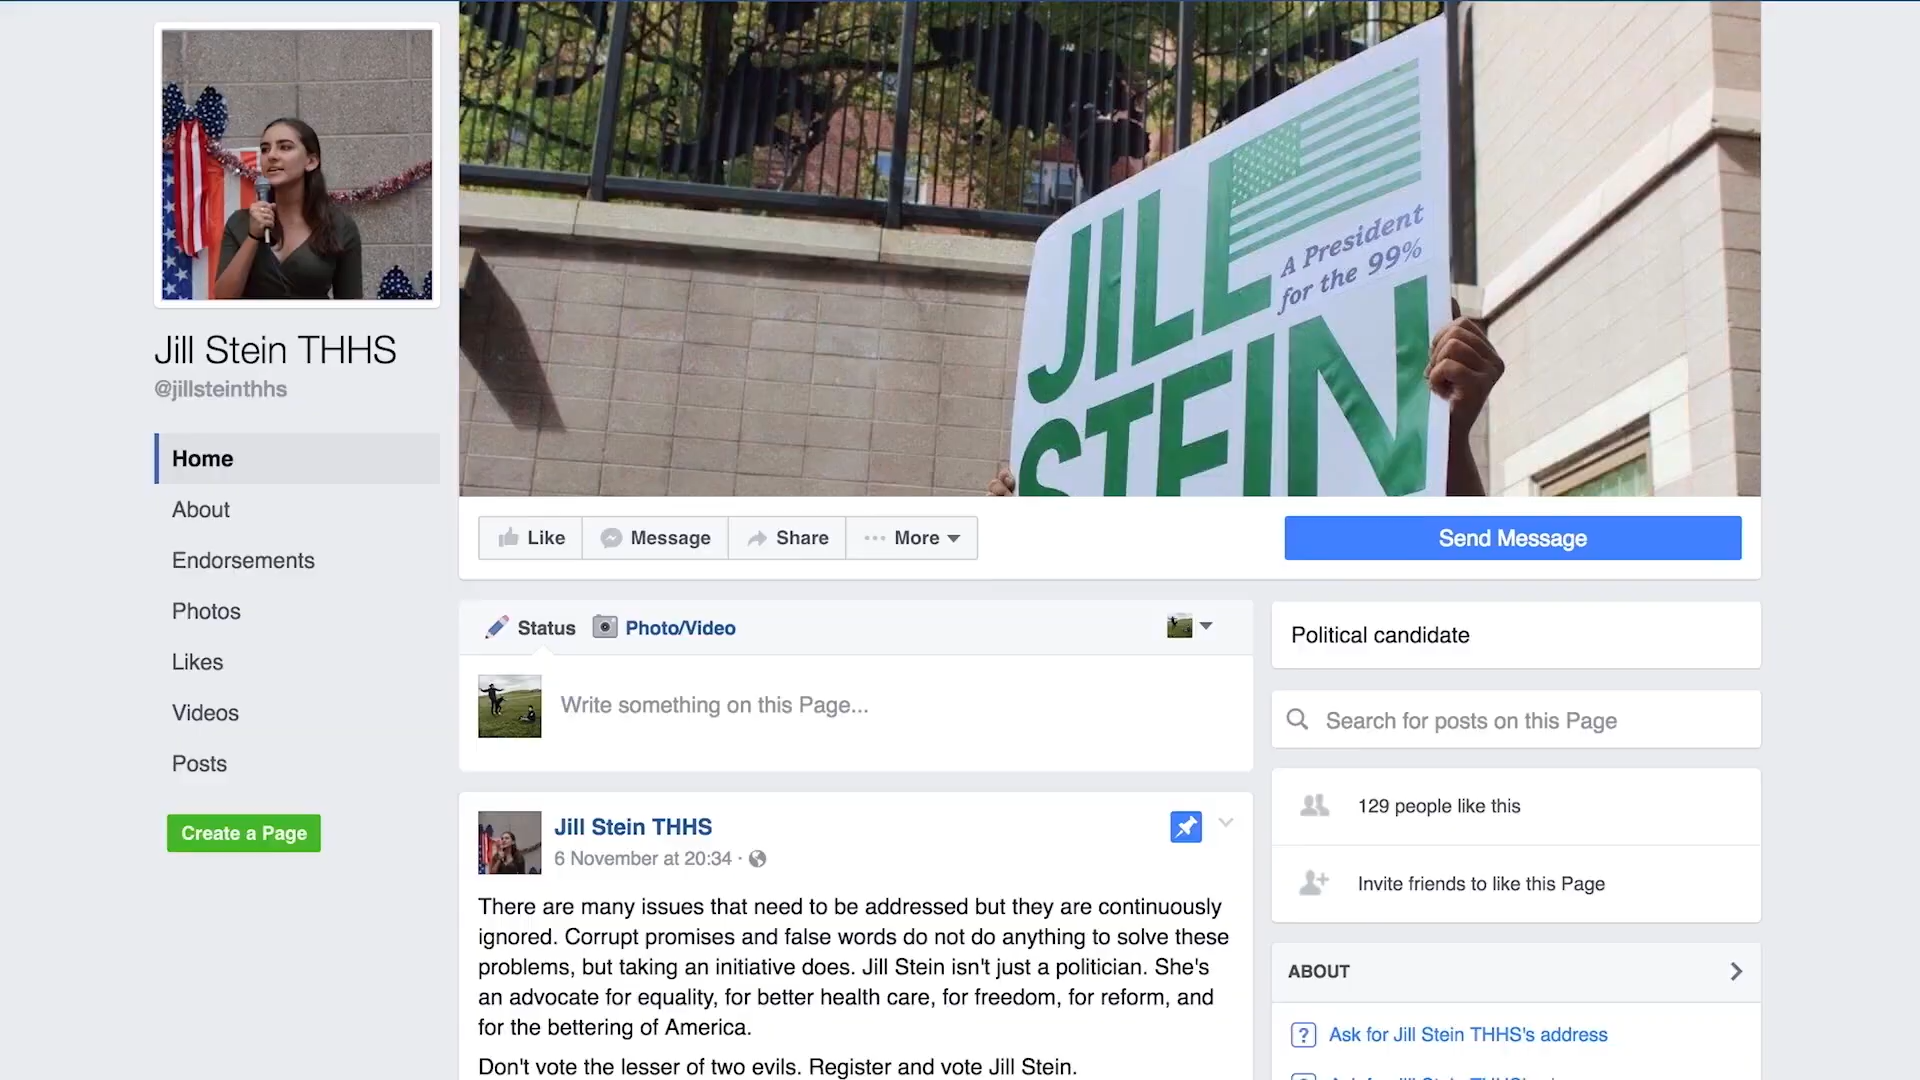 JILL
A President
for the 99%
STEIN
Jill Stein THHS
@jillsteinthhs
Home
About
Endorsements
Photos
Likes
Videos
Posts
Create a Page
Like
Message
Share
More
Send Message
Status
Photo/Video
Write something on this Page...
Jill Stein THHS
6 November at 20:34 ·
There are many issues that need to be addressed but they are continuously
ignored. Corrupt promises and false words do not do anything to solve these
problems, but taking an initiative does. Jill Stein isn't just a politician. She's
an advocate for equality, for better health care, for freedom, for reform, and
for the bettering of America.
Don't vote the lesser of two evils. Register and vote Jill Stein.
Political candidate
Search for posts on this Page
129 people like this
Invite friends to like this Page
ABOUT
Ask for Jill Stein THHS's address